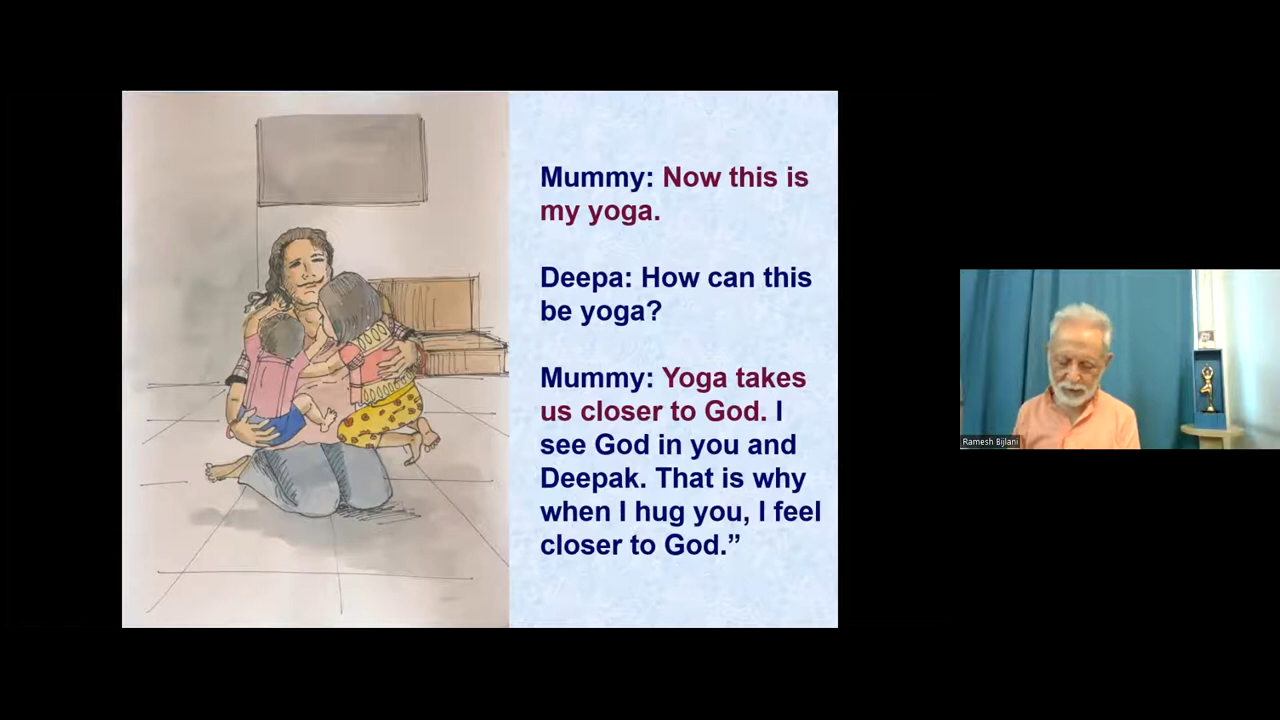 Mummy: Now this is
my yoga.
Deepa: How can this
be yoga?
Mummy: Yoga takes
us closer to God. I
see God in you and
Deepak. That is why
when I hug you, I feel
closer to God.”
Ramesh Bijlani